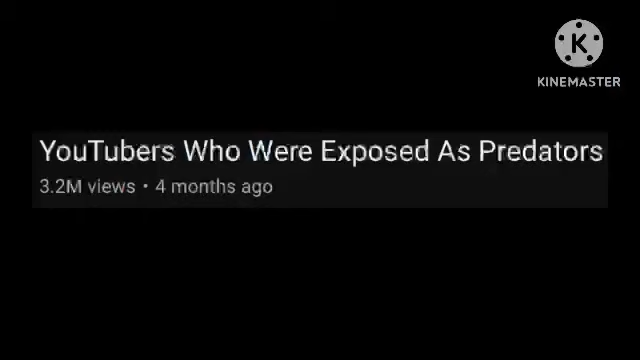 KINEMASTER
YouTubers Who Were Exposed As Predators
3.2M views • 4 months ago